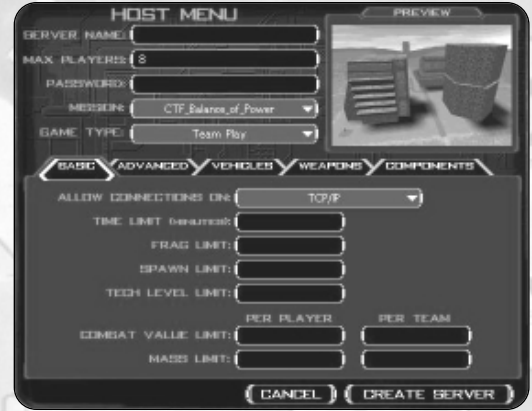 HOST MENU
PREVIEW
SERVER NAME:
MAX PLAYERS: 8
PASSWORD:
MISSION: CTF_Balance_of_Power
GAME TYPE: Team Play
BASIC ADVANCED VEHICLES WEAPONS COMPONENTS
ALLOW CONNECTIONS ON: TCP/IP
TIME LIMIT (MINUTES):
FRAG LIMIT:
SPAWN LIMIT:
TECH LEVEL LIMIT:
PER PLAYER PER TEAM
COMBAT VALUE LIMIT:
MASS LIMIT:
CANCEL CREATE SERVER